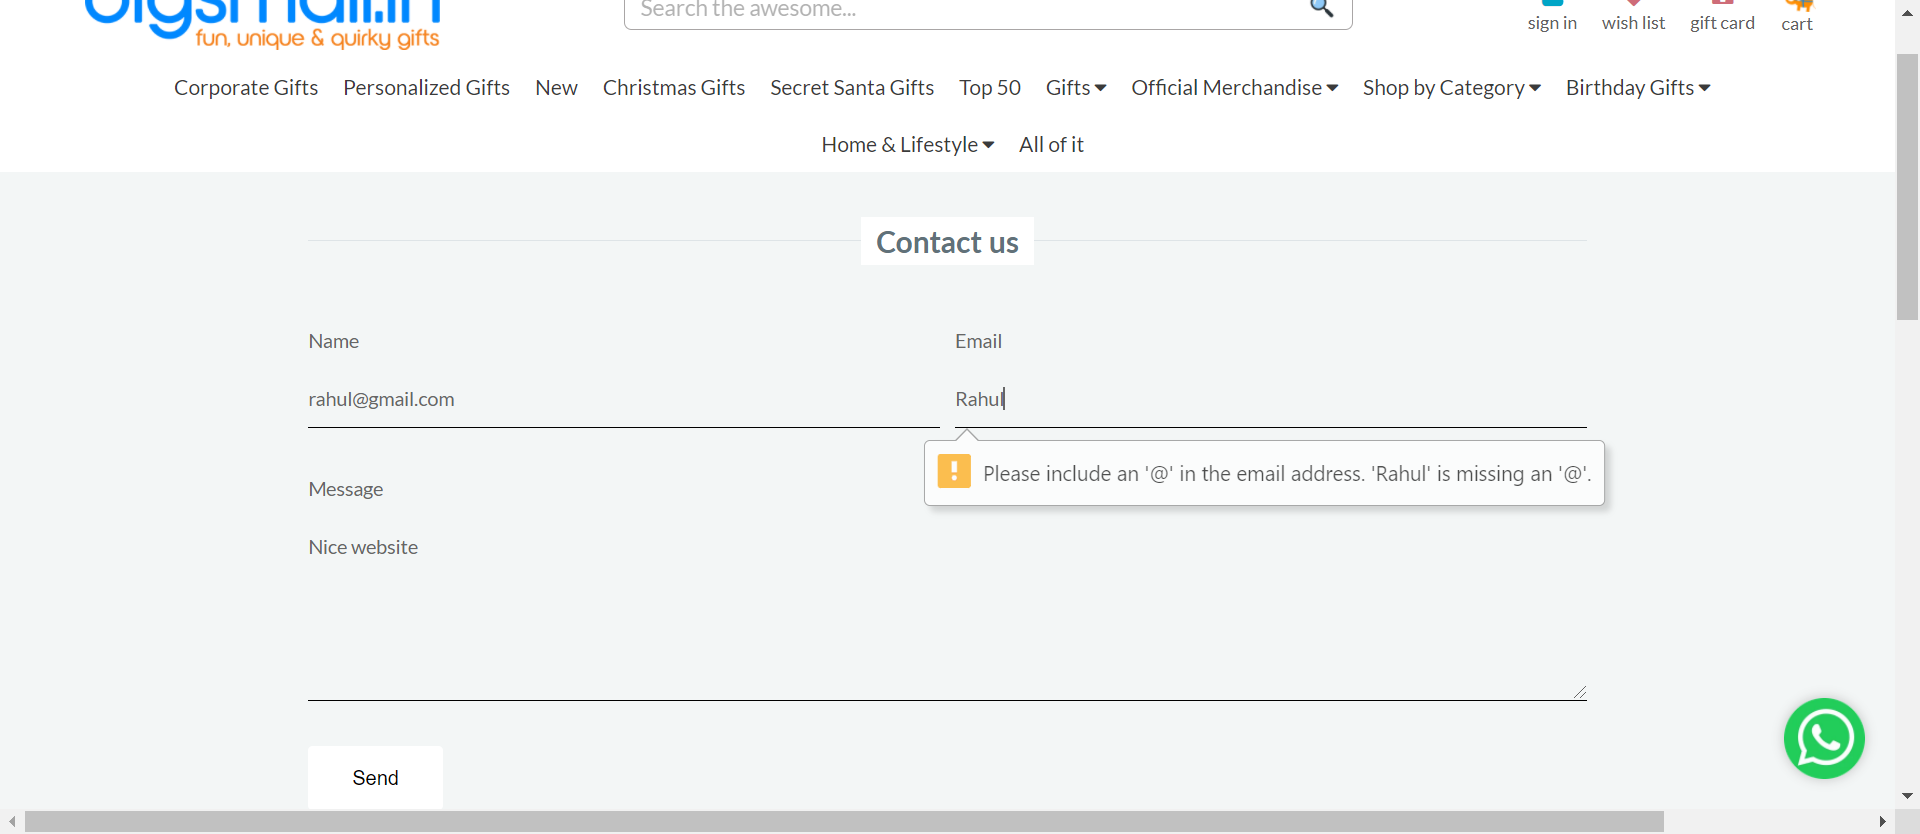 bigsmall.in
fun, unique & quirky gifts
Search the awesome...
sign in
wish list
gift card
cart
Corporate Gifts
Personalized Gifts
New
Christmas Gifts
Secret Santa Gifts
Top 50
Gifts
Official Merchandise
Shop by Category
Birthday Gifts
Home & Lifestyle
All of it
Contact us
Name
Email
rahul@gmail.com
Rahul
Please include an '@' in the email address. 'Rahul' is missing an '@'.
Message
Nice website
Send